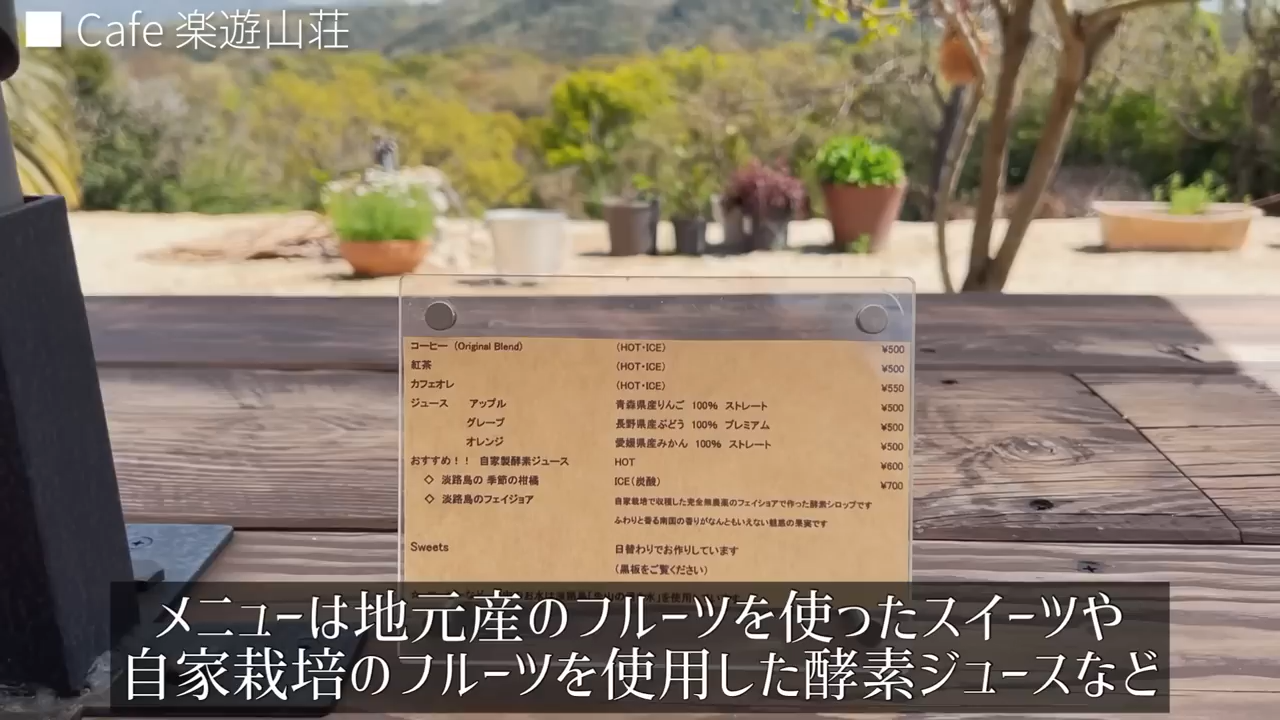 ■ Cafe 楽遊山荘
コーヒー (Original Blend) (HOT・ICE) ¥500
紅茶 (HOT・ICE) ¥500
カフェオレ (HOT・ICE) ¥550
ジュース アップル 青森県産りんご 100% ストレート ¥500
グレープ 長野県産ぶどう 100% プレミアム ¥500
オレンジ 愛媛県産みかん 100% ストレート ¥500
おすすめ！！ 自家製酵素ジュース HOT ¥600
◇ 淡路島の 季節の柑橘 ICE(炭酸) ¥700
◇ 淡路島のフェイジョア 自家栽培で収穫した完全無農薬のフェイジョアで作った酵素シロップです
ふわりと香る南国の香りがなんともいえない魅惑の果実です
Sweets 日替わりでお作りしています
(黒板をご覧ください)
メニューは地元産のフルーツを使ったスイーツや
自家栽培のフルーツを使用した酵素ジュースなど